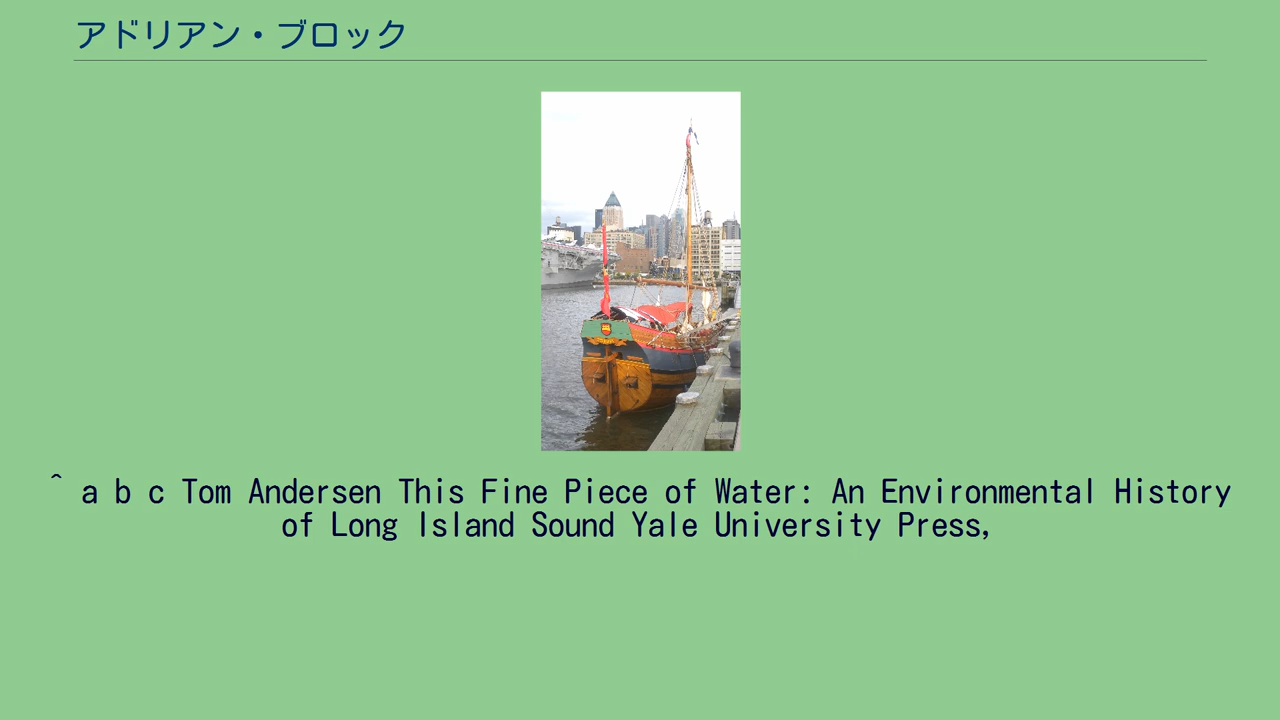 アドリアン・ブロック
^ a b c Tom Andersen This Fine Piece of Water: An Environmental History
of Long Island Sound Yale University Press,